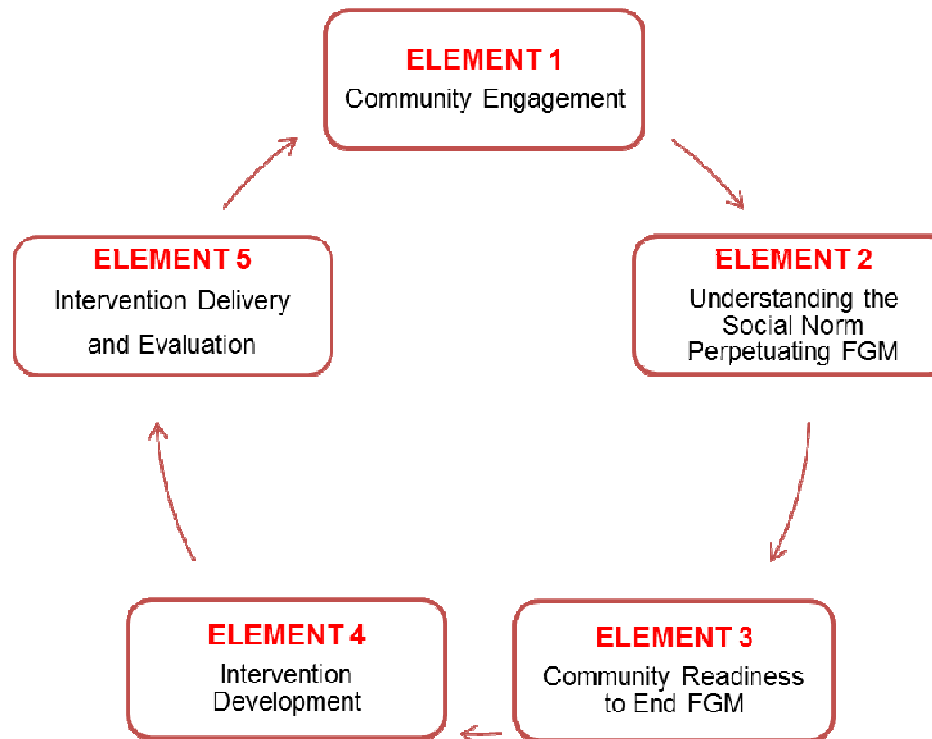 ELEMENT 1
Community Engagement
ELEMENT 2
Understanding the
Social Norm
Perpetuating FGM
ELEMENT 3
Community Readiness
to End FGM
ELEMENT 4
Intervention
Development
ELEMENT 5
Intervention Delivery
and Evaluation